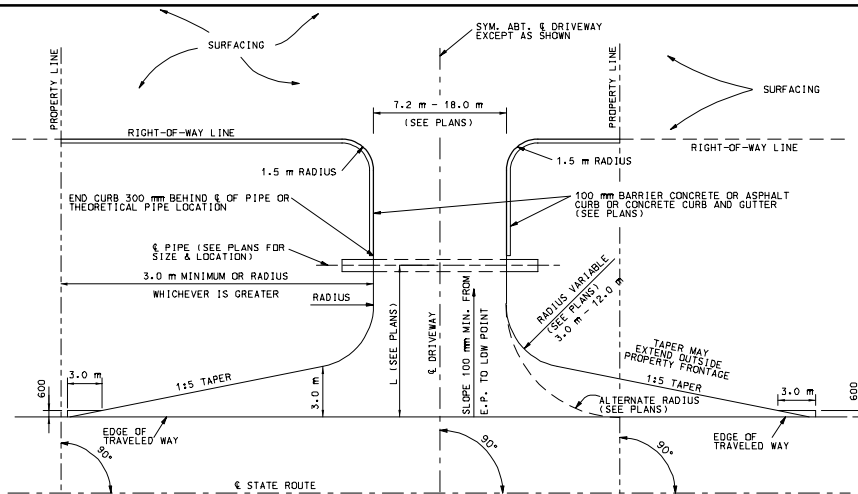 SURFACING
SYM. ABT. ℄ DRIVEWAY
EXCEPT AS SHOWN
PROPERTY LINE
PROPERTY LINE
SURFACING
7.2 m - 18.0 m
(SEE PLANS)
RIGHT-OF-WAY LINE
RIGHT-OF-WAY LINE
1.5 m RADIUS
1.5 m RADIUS
END CURB 300 mm BEHIND ℄ OF PIPE OR
THEORETICAL PIPE LOCATION
100 mm BARRIER CONCRETE OR ASPHALT
CURB OR CONCRETE CURB AND GUTTER
(SEE PLANS)
℄ PIPE (SEE PLANS FOR
SIZE & LOCATION)
3.0 m MINIMUM OR RADIUS
WHICHEVER IS GREATER
RADIUS
L (SEE PLANS)
℄ DRIVEWAY
SLOPE 100 mm MIN. FROM
E.P. TO LOW POINT
RADIUS VARIABLE
(SEE PLANS)
3.0 m - 12.0 m
TAPER MAY
EXTEND OUTSIDE
PROPERTY FRONTAGE
3.0 m
1:5 TAPER
3.0 m
1:5 TAPER
3.0 m
600
600
ALTERNATE RADIUS
(SEE PLANS)
EDGE OF
TRAVELED WAY
EDGE OF
TRAVELED WAY
90°
90°
90°
℄ STATE ROUTE